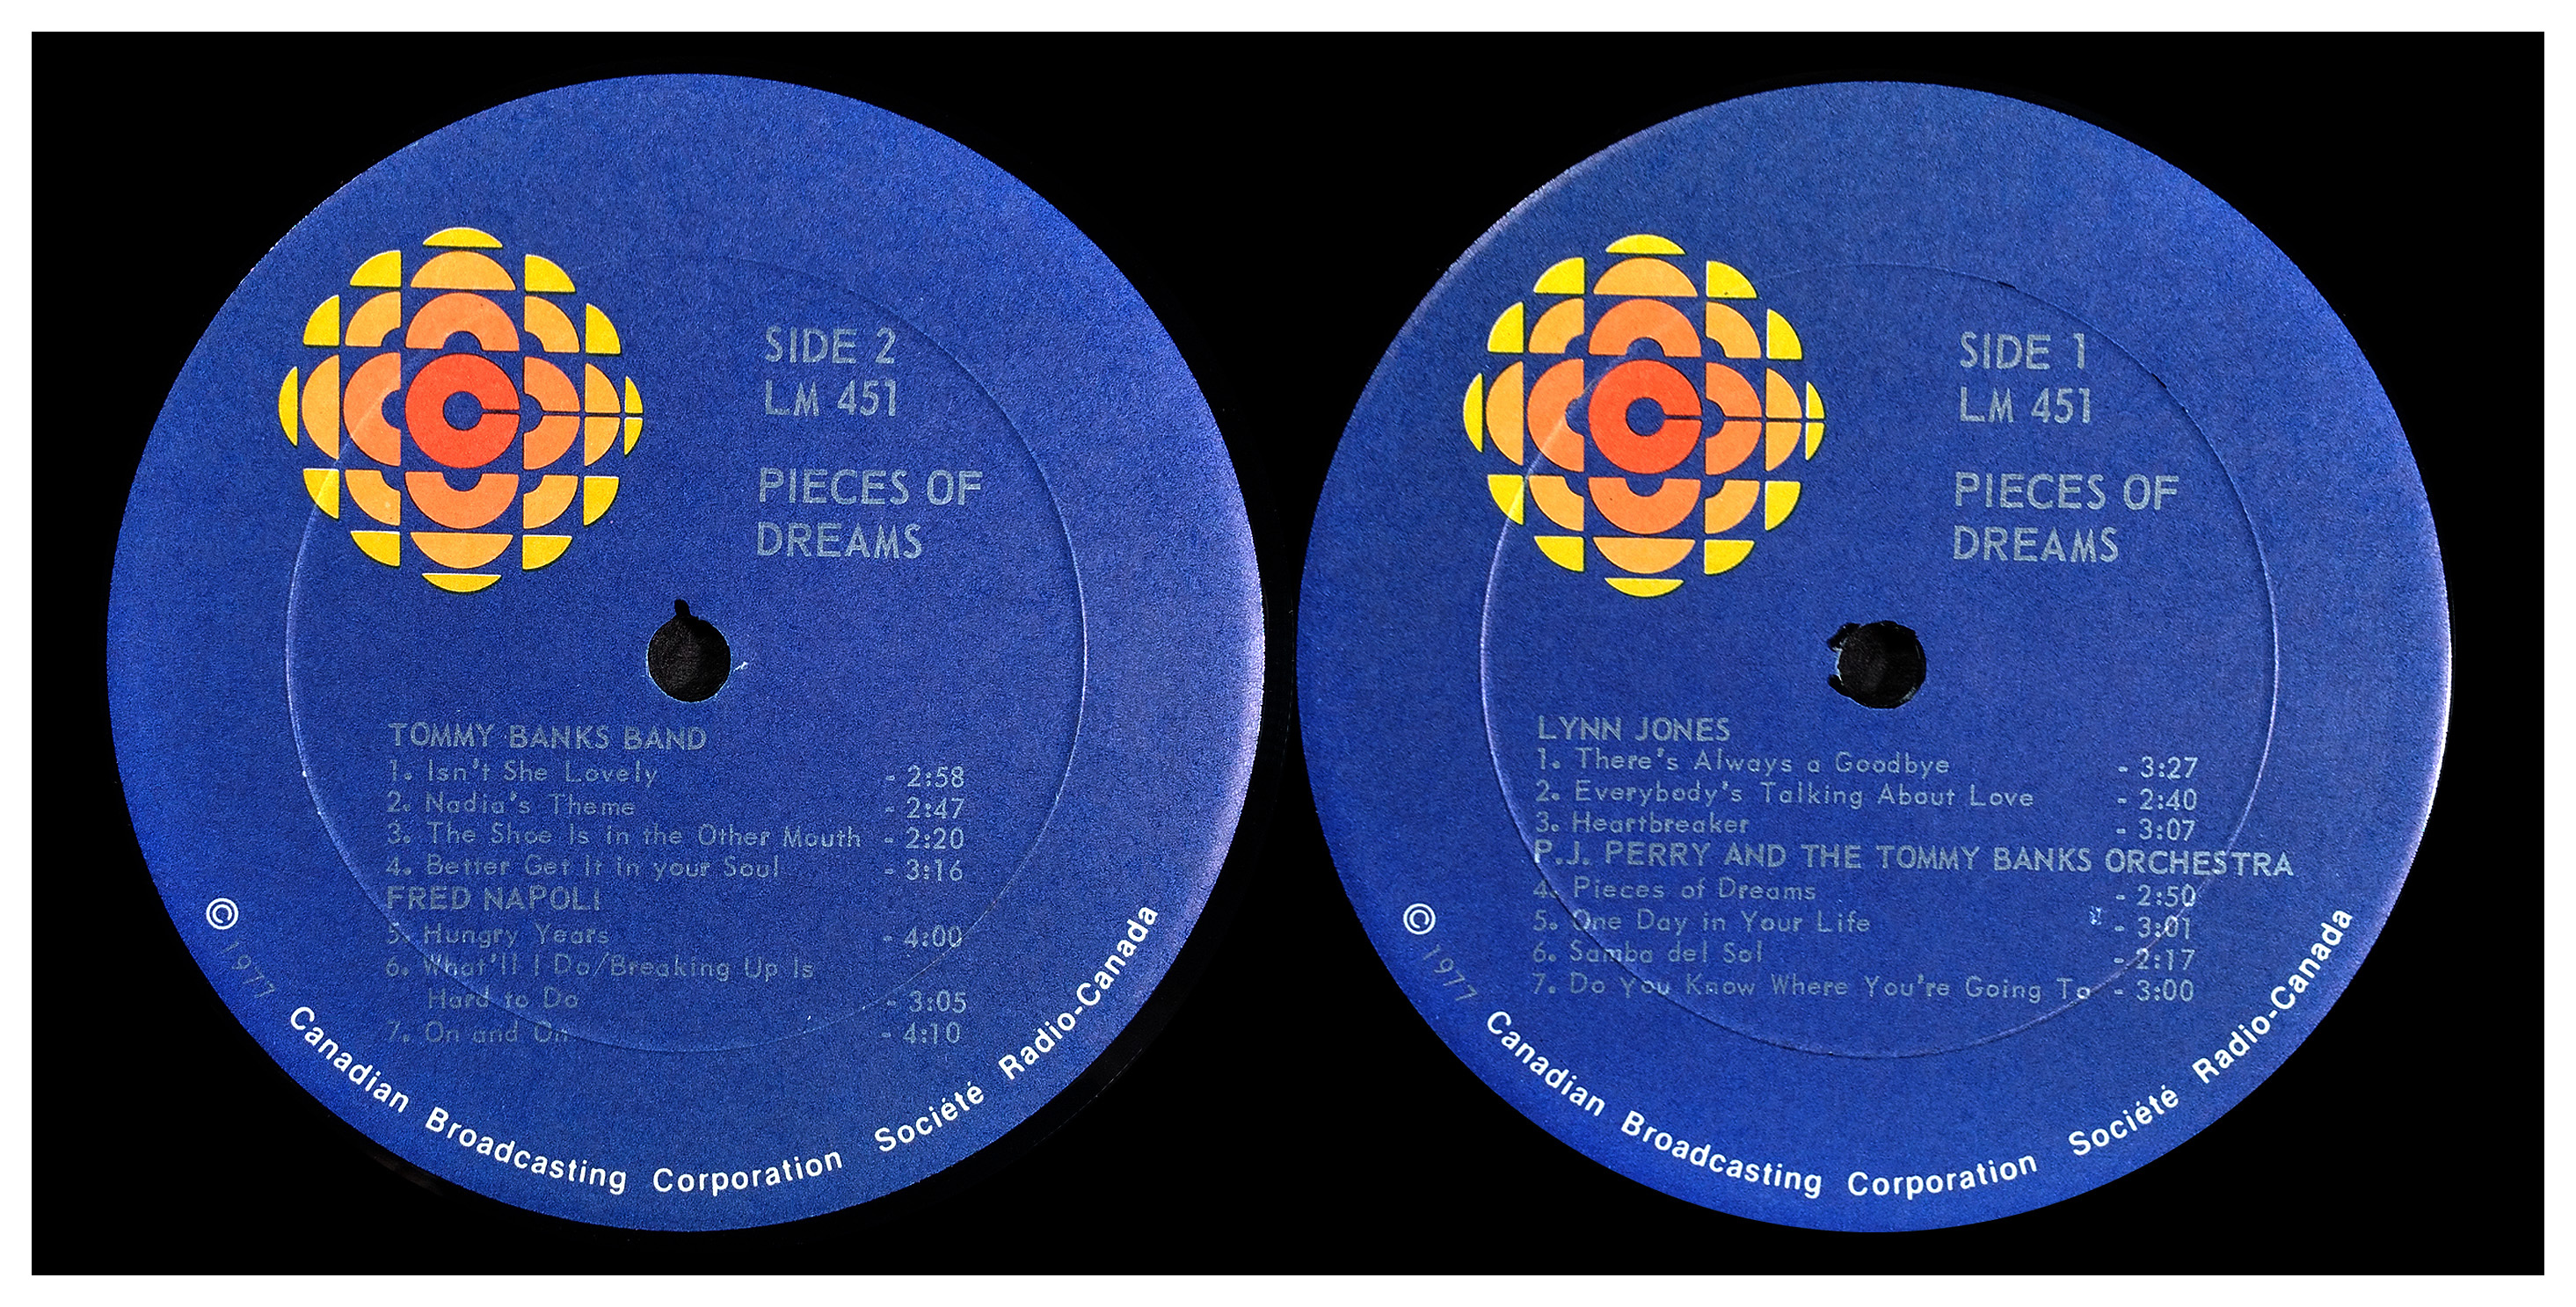 SIDE 2
LM 451
PIECES OF
DREAMS
TOMMY BANKS BAND
1. Isn't She Lovely - 2:58
2. Nadia's Theme - 2:47
3. The Shoe Is in the Other Mouth - 2:20
4. Better Get It in your Soul - 3:16
FRED NAPOLI
5. Hungry Years - 4:00
6. What'll I Do/Breaking Up Is
Hard to Do - 3:05
7. On and On - 4:10
© 1977 Canadian Broadcasting Corporation Société Radio-Canada
SIDE 1
LM 451
PIECES OF
DREAMS
LYNN JONES
1. There's Always a Goodbye - 3:27
2. Everybody's Talking About Love - 2:40
3. Heartbreaker - 3:07
P.J. PERRY AND THE TOMMY BANKS ORCHESTRA
4. Pieces of Dreams - 2:50
5. One Day in Your Life - 3:01
6. Samba del Sol - 2:17
7. Do You Know Where You're Going To - 3:00
© 1977 Canadian Broadcasting Corporation Société Radio-Canada